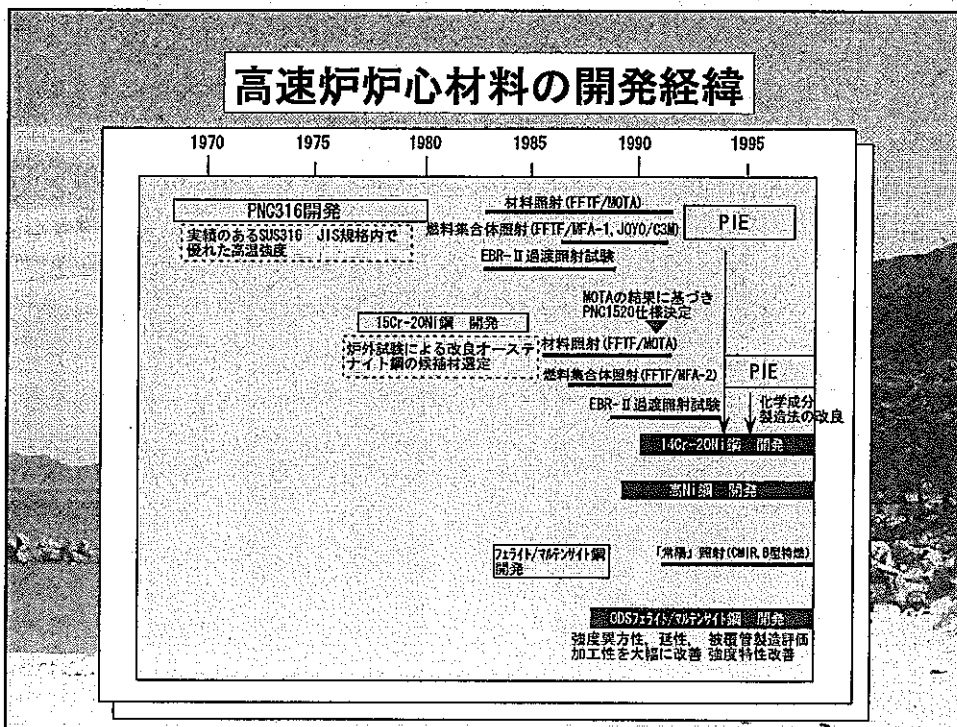 高速炉炉心材料の開発経緯
1970 1975 1980 1985 1990 1995
PNC316開発
実績のあるSUS316 JIS規格内で
優れた高温強度
材料照射(FFTF/MOTA)
燃料集合体照射(FFTF/MFA-1, JOYO/C3M)
EBR-Ⅱ過渡照射試験
PIE
15Cr-20Ni鋼 開発
炉外試験による改良オーステ
ナイト鋼の候補材選定
MOTAの結果に基づき
PNC1520仕様決定
材料照射(FFTF/MOTA)
燃料集合体照射(FFTF/MFA-2)
EBR-Ⅱ過渡照射試験
PIE
化学成分
製造法の改良
14Cr-20Ni鋼 開発
高Ni鋼 開発
フェライト/マルテンサイト鋼
開発
「常陽」照射(CMIR, B型特燃)
ODSフェライト/マルテンサイト鋼 開発
強度異方性、延性、
加工性を大幅に改善
被覆管製造評価
強度特性改善